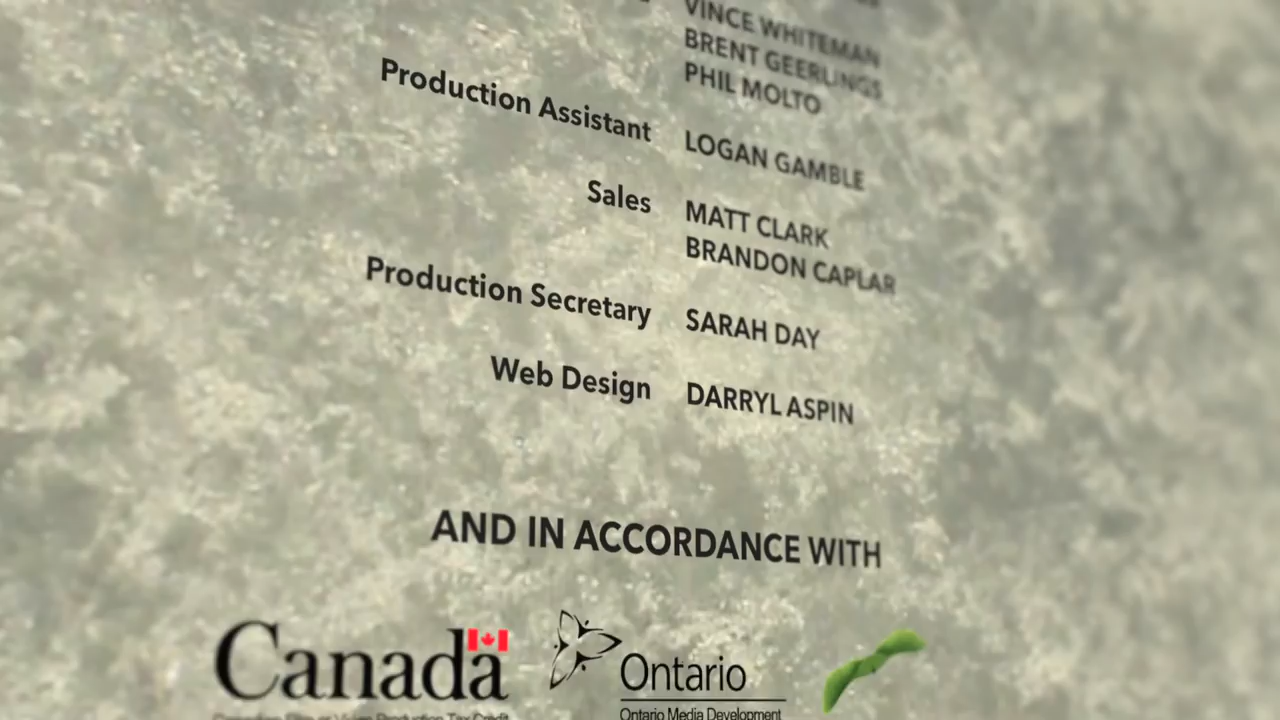 VINCE WHITEMAN
BRENT GEERLINGS
PHIL MOLTO
Production Assistant LOGAN GAMBLE
Sales MATT CLARK
BRANDON CAPLAR
Production Secretary SARAH DAY
Web Design DARRYL ASPIN
AND IN ACCORDANCE WITH
Canada
Ontario
Ontario Media Development